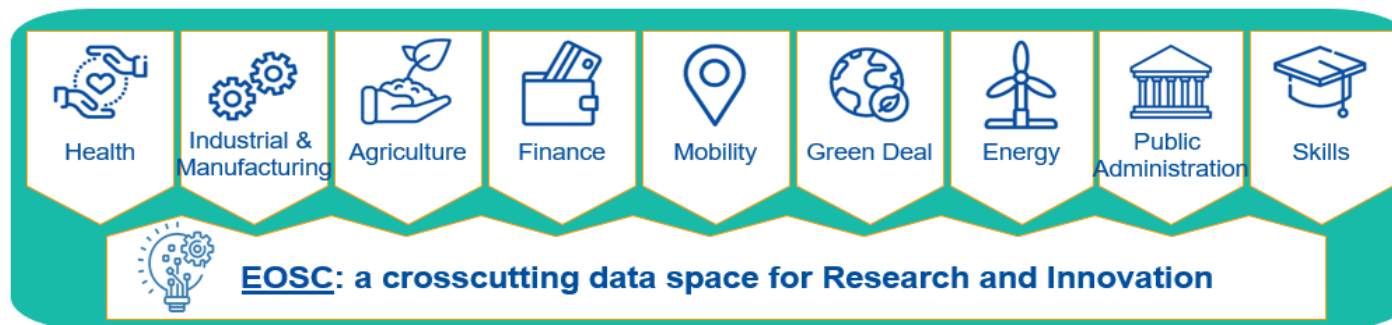 Health
Industrial &
Manufacturing
Agriculture
Finance
Mobility
Green Deal
Energy
Public
Administration
Skills
EOSC: a crosscutting data space for Research and Innovation